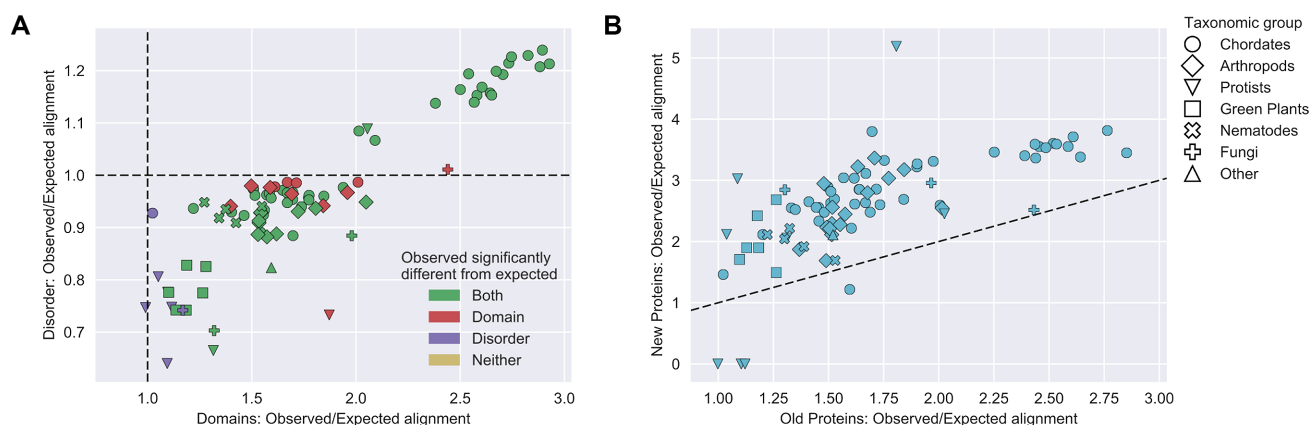 A
Disorder: Observed/Expected alignment
1.2
1.1
1.0
0.9
0.8
0.7
1.0
1.5
2.0
2.5
3.0
Domains: Observed/Expected alignment
Observed significantly
different from expected
Both
Domain
Disorder
Neither
B
New Proteins: Observed/Expected alignment
5
4
3
2
1
0
1.00
1.25
1.50
1.75
2.00
2.25
2.50
2.75
3.00
Old Proteins: Observed/Expected alignment
Taxonomic group
Chordates
Arthropods
Protists
Green Plants
Nematodes
Fungi
Other